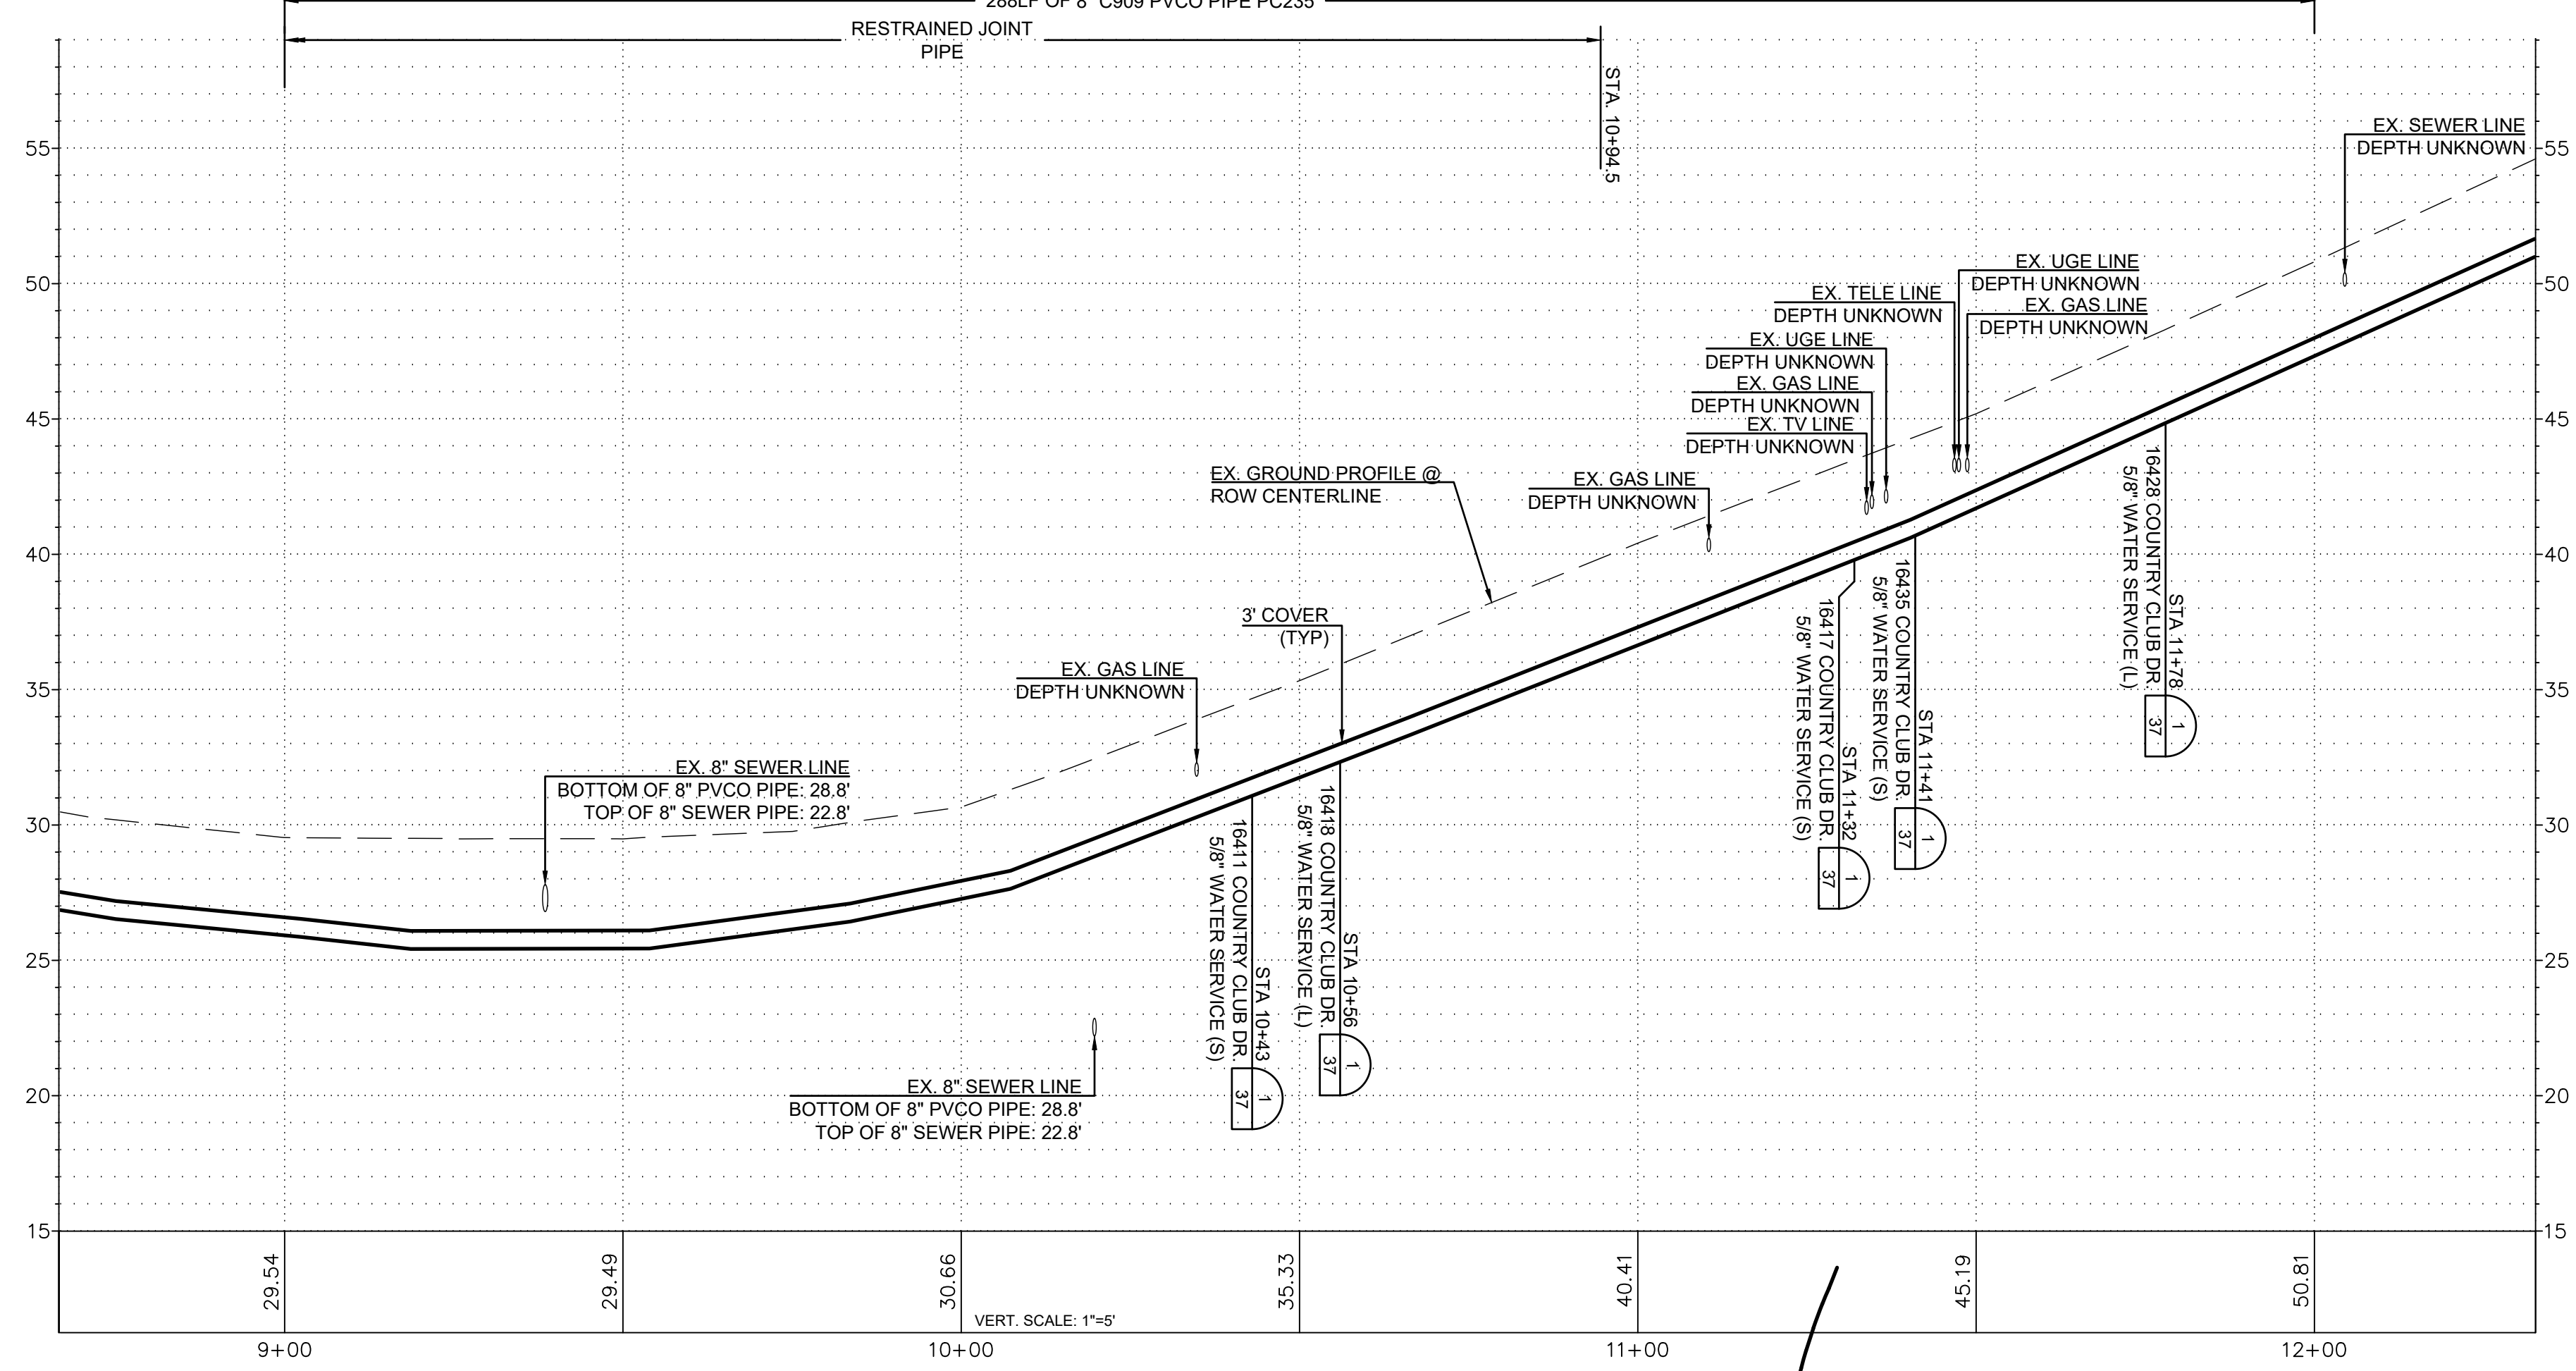 288LF OF 8" C909 PVCO PIPE PC235
RESTRAINED JOINT
PIPE
STA. 10+94.5
EX. SEWER LINE
DEPTH UNKNOWN
EX. UGE LINE
DEPTH UNKNOWN
EX. TELE LINE
DEPTH UNKNOWN
EX. GAS LINE
DEPTH UNKNOWN
EX. UGE LINE
DEPTH UNKNOWN
EX. GAS LINE
DEPTH UNKNOWN
EX. TV LINE
DEPTH UNKNOWN
EX. GROUND PROFILE @
ROW CENTERLINE
EX. GAS LINE
DEPTH UNKNOWN
3' COVER
(TYP)
EX. GAS LINE
DEPTH UNKNOWN
EX. 8" SEWER LINE
BOTTOM OF 8" PVCO PIPE: 28.8'
TOP OF 8" SEWER PIPE: 22.8'
EX. 8" SEWER LINE
BOTTOM OF 8" PVCO PIPE: 28.8'
TOP OF 8" SEWER PIPE: 22.8'
STA 10+43
16411 COUNTRY CLUB DR.
5/8" WATER SERVICE (S)
1
37
STA 10+56
16418 COUNTRY CLUB DR.
5/8" WATER SERVICE (L)
1
37
STA 11+32
16417 COUNTRY CLUB DR.
5/8" WATER SERVICE (S)
1
37
STA 11+41
16435 COUNTRY CLUB DR.
5/8" WATER SERVICE (S)
1
37
STA 11+78
16428 COUNTRY CLUB DR.
5/8" WATER SERVICE (L)
1
37
55
50
45
40
35
30
25
20
15
55
50
45
40
35
30
25
20
15
29.54
29.49
30.66
35.33
40.41
45.19
50.81
VERT. SCALE: 1"=5'
9+00
10+00
11+00
12+00